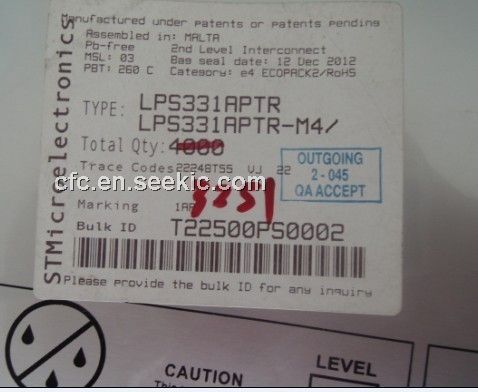 Manufactured under patents or patents pending
Assembled in: MALTA
Pb-free 2nd Level Interconnect
MSL: 03 Bag seal date: 12 Dec 2012
PBT: 260 C Category: e4 ECOPACK2/RoHS
TYPE: LPS331APTR
LPS331APTR-M4/
Total Qty: 4000
Trace Codes 22248TSS VJ 22
OUTGOING
2 - 045
QA ACCEPT
cfc.en.seekic.com
Marking
Bulk ID T22500PS0002
Please provide the bulk ID for any inquiry
STMicroelectronics
CAUTION
LEVEL